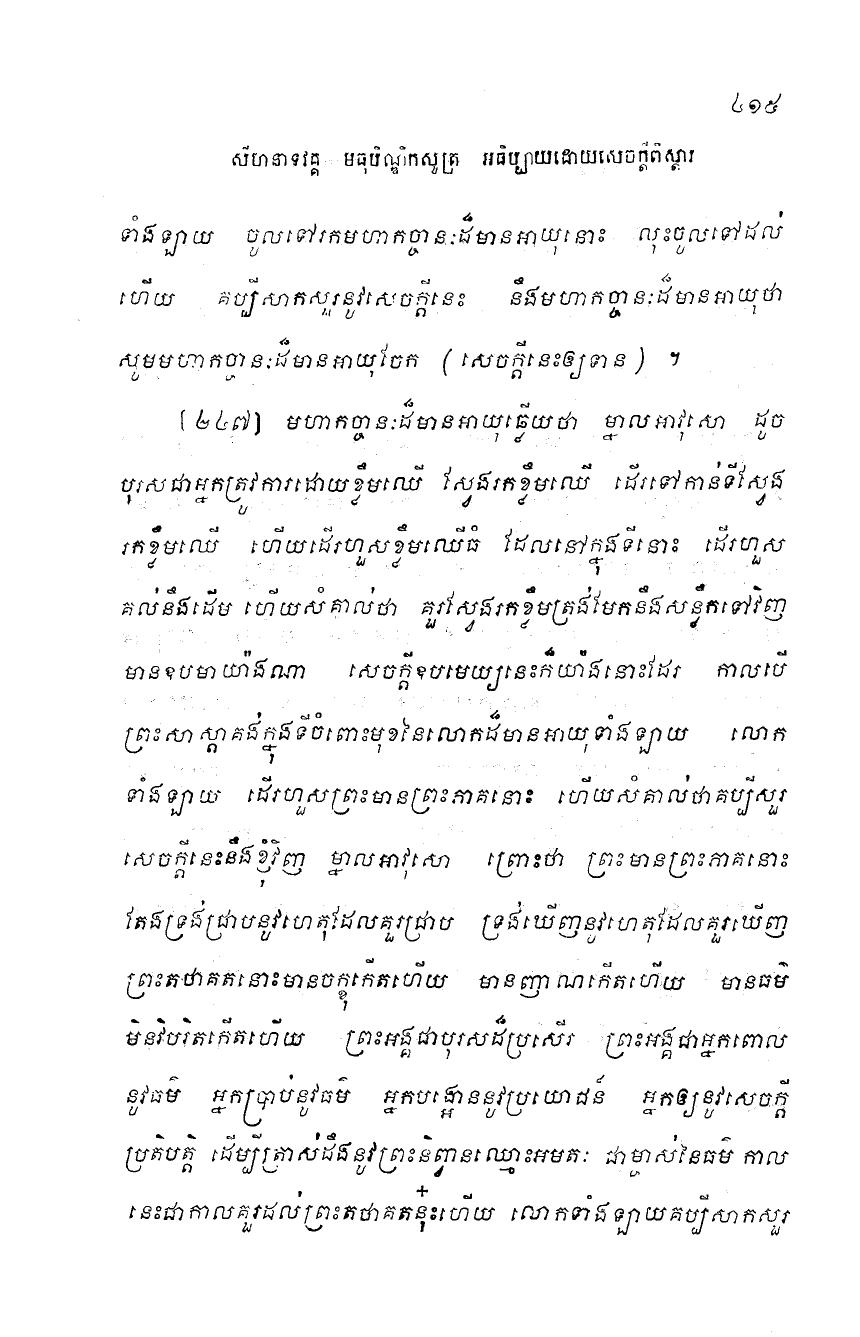 ៤១៥
សីហនាទវគ្គ មធុបិណ្ឌិកសូត្រ អធិប្បាយដោយសេចក្តីពិស្តារ
ទាំងឡាយ ចូលទៅរកមហាកច្ចានៈដ៏មានអាយុនោះ លុះចូលទៅដល់
ហើយ គប្បីសាកសួរនូវសេចក្តីនេះ នឹងមហាកច្ចានៈដ៏មានអាយុថា
សូមមហាកច្ចានៈដ៏មានអាយុចែក (សេចក្តីនេះឲ្យទាន) ។
[២៤៧] មហាកច្ចានៈដ៏មានអាយុឆ្លើយថា ម្នាលអាវុសោ ដូច
បុរសជាអ្នកត្រូវការដោយខ្លឹមឈើ ស្វែងរកខ្លឹមឈើ ដើរទៅកាន់ទីស្វែង
រកខ្លឹមឈើ ហើយដើរហួសខ្លឹមឈើធំ ដែលនៅក្នុងទីនោះ ដើរហួស
គល់នឹងដើម ហើយសំគាល់ថា គួរស្វែងរកខ្លឹមត្រង់មែកនឹងសន្លឹកទៅវិញ
មានឧបមាយ៉ាងណា សេចក្តីឧបមេយ្យនេះក៏យ៉ាងនោះដែរ កាលបើ
ព្រះសាស្តាគង់ក្នុងទីចំពោះមុខនៃលោកដ៏មានអាយុទាំងឡាយ លោក
ទាំងឡាយ ដើរហួសព្រះមានព្រះភាគនោះ ហើយសំគាល់ថាគប្បីសួរ
សេចក្តីនេះនឹងខ្ញុំវិញ ម្នាលអាវុសោ ព្រោះថា ព្រះមានព្រះភាគនោះ
តែងទ្រង់ជ្រាបនូវហេតុដែលគួរជ្រាប ទ្រង់ឃើញនូវហេតុដែលគួរឃើញ
ព្រះតថាគតនោះមានចក្ខុកើតហើយ មានញាណកើតហើយ មានធម៌
មិនវិបរិតកើតហើយ ព្រះអង្គជាបុរសដ៏ប្រសើរ ព្រះអង្គជាអ្នកពោល
នូវធម៌ អ្នកប្រាប់នូវធម៌ អ្នកបង្អោននូវប្រយោជន៍ អ្នកឲ្យនូវសេចក្តី
ប្រតិបត្តិ ដើម្បីត្រាស់ដឹងនូវព្រះនិព្វានឈ្មោះអមតៈ ជាម្ចាស់នៃធម៌ កាល
នេះជាកាលគួរដល់ព្រះតថាគតនុ៎ះហើយ លោកទាំងឡាយគប្បីសាកសួរ